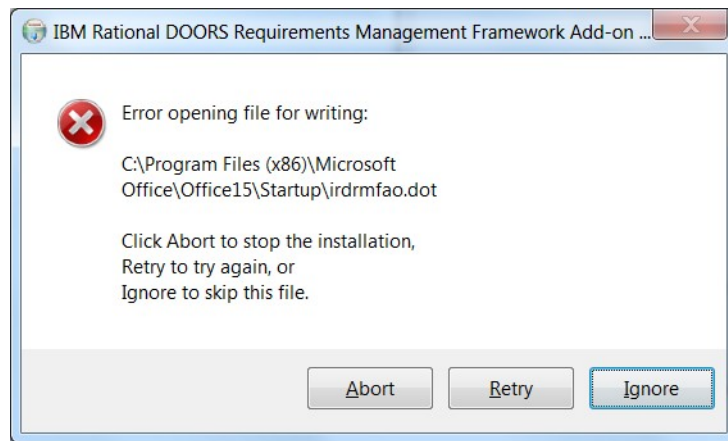 IBM Rational DOORS Requirements Management Framework Add-on ...
Error opening file for writing:
C:\Program Files (x86)\Microsoft
Office\Office15\Startup\irdrmfao.dot
Click Abort to stop the installation,
Retry to try again, or
Ignore to skip this file.
Abort Retry Ignore